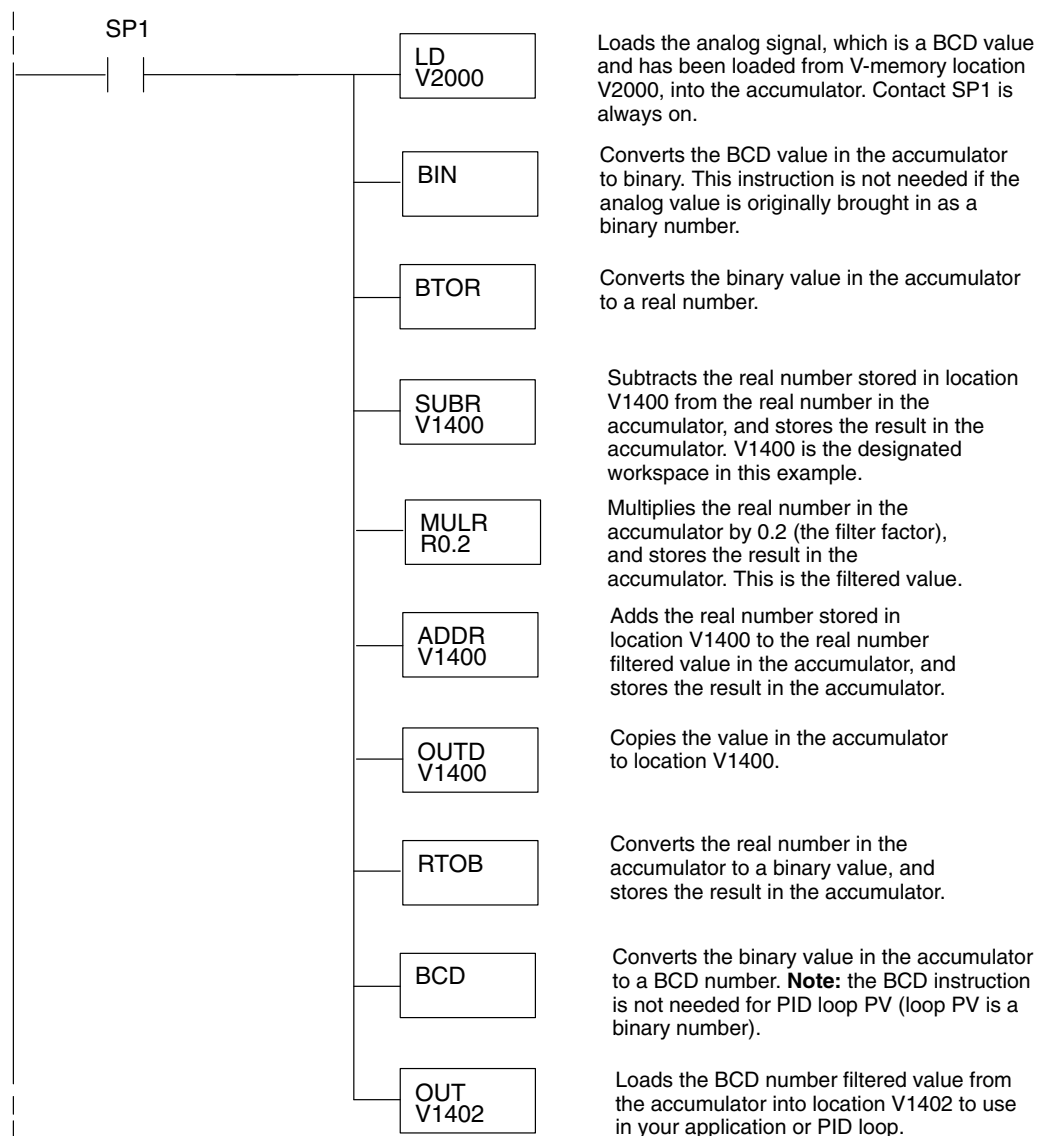 SP1
LD
V2000
Loads the analog signal, which is a BCD value
and has been loaded from V-memory location
V2000, into the accumulator. Contact SP1 is
always on.
BIN
Converts the BCD value in the accumulator
to binary. This instruction is not needed if the
analog value is originally brought in as a
binary number.
BTOR
Converts the binary value in the accumulator
to a real number.
SUBR
V1400
Subtracts the real number stored in location
V1400 from the real number in the
accumulator, and stores the result in the
accumulator. V1400 is the designated
workspace in this example.
MULR
R0.2
Multiplies the real number in the
accumulator by 0.2 (the filter factor),
and stores the result in the
accumulator. This is the filtered value.
ADDR
V1400
Adds the real number stored in
location V1400 to the real number
filtered value in the accumulator, and
stores the result in the accumulator.
OUTD
V1400
Copies the value in the accumulator
to location V1400.
RTOB
Converts the real number in the
accumulator to a binary value, and
stores the result in the accumulator.
BCD
Converts the binary value in the accumulator
to a BCD number. Note: the BCD instruction
is not needed for PID loop PV (loop PV is a
binary number).
OUT
V1402
Loads the BCD number filtered value from
the accumulator into location V1402 to use
in your application or PID loop.